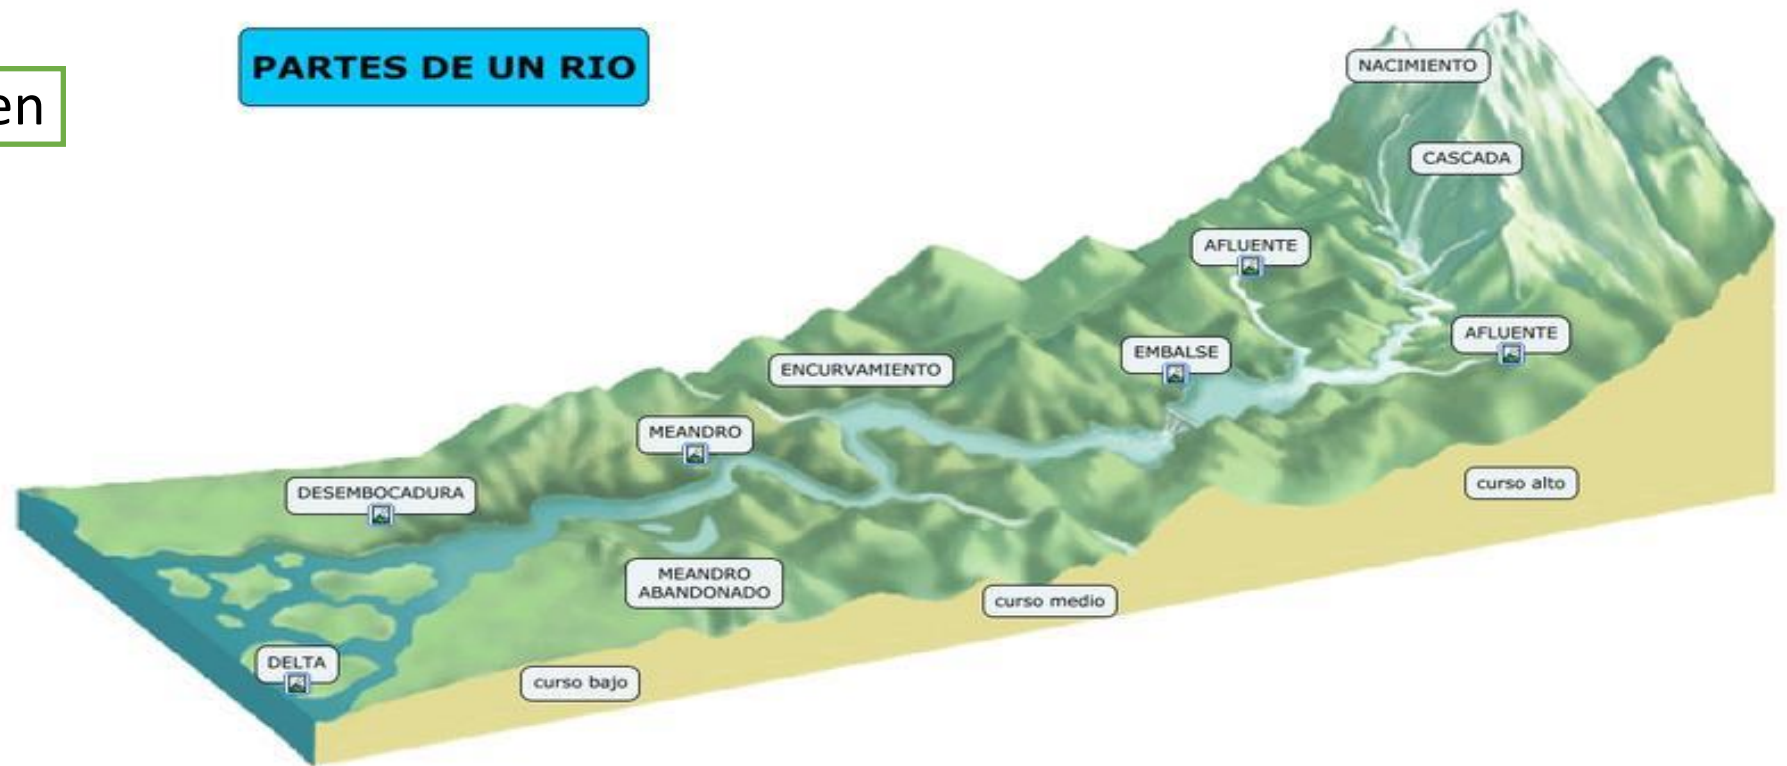 PARTES DE UN RIO
en
NACIMIENTO
CASCADA
AFLUENTE
AFLUENTE
EMBALSE
ENCURVAMIENTO
MEANDRO
DESEMBOCADURA
curso alto
MEANDRO
ABANDONADO
curso medio
DELTA
curso bajo